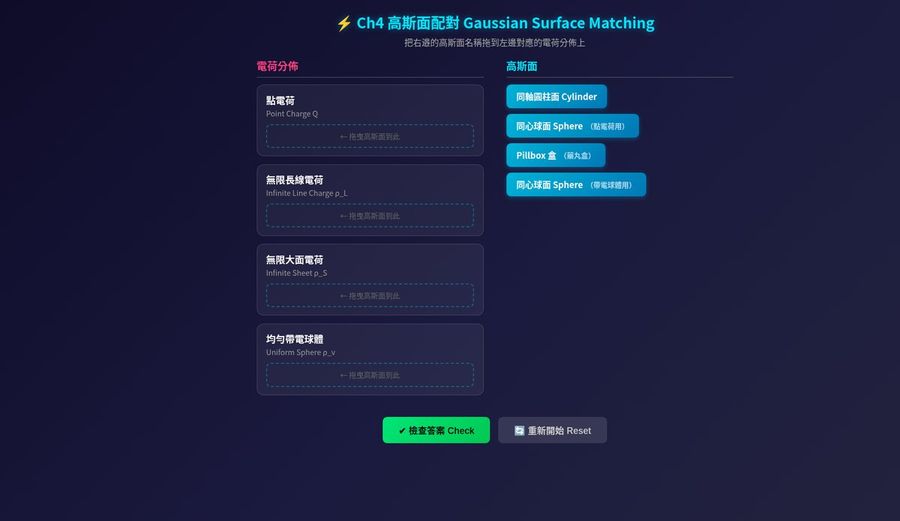 ⚡ Ch4 高斯面配對 Gaussian Surface Matching
把右邊的高斯面名稱拖到左邊對應的電荷分佈上
電荷分佈
點電荷
Point Charge Q
← 拖曳高斯面到此
無限長線電荷
Infinite Line Charge ρ_L
← 拖曳高斯面到此
無限大面電荷
Infinite Sheet ρ_S
← 拖曳高斯面到此
均勻帶電球體
Uniform Sphere ρ_v
← 拖曳高斯面到此
高斯面
同軸圓柱面 Cylinder
同心球面 Sphere （點電荷用）
Pillbox 盒 （藥丸盒）
同心球面 Sphere （帶電球體用）
✔ 檢查答案 Check
🔄 重新開始 Reset